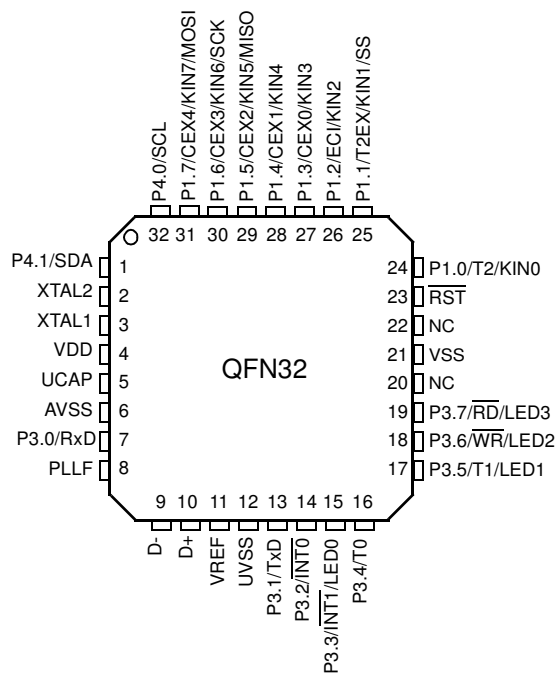 P4.0/SCL
P1.7/CEX4/KIN7/MOSI
P1.6/CEX3/KIN6/SCK
P1.5/CEX2/KIN5/MISO
P1.4/CEX1/KIN4
P1.3/CEX0/KIN3
P1.2/ECI/KIN2
P1.1/T2EX/KIN1/SS
32 31 30 29 28 27 26 25
P4.1/SDA 1
XTAL2 2
XTAL1 3
VDD 4
UCAP 5
AVSS 6
P3.0/RxD 7
PLLF 8
QFN32
24 P1.0/T2/KIN0
23 RST
22 NC
21 VSS
20 NC
19 P3.7/RD/LED3
18 P3.6/WR/LED2
17 P3.5/T1/LED1
9 10 11 12 13 14 15 16
D-
D+
VREF
UVSS
P3.1/TxD
P3.2/INT0
P3.3/INT1/LED0
P3.4/T0